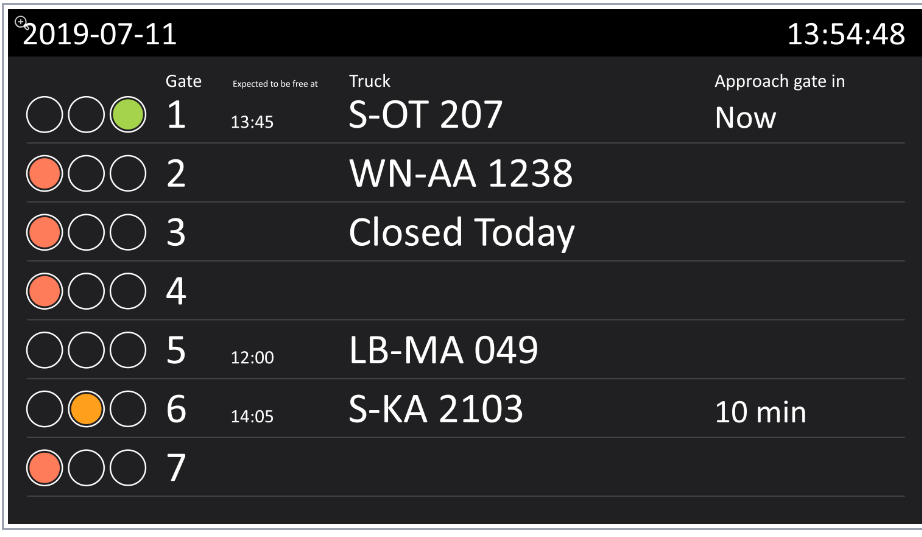 2019-07-11 13:54:48
Gate Expected to be free at Truck Approach gate in
1 13:45 S-OT 207 Now
2 WN-AA 1238
3 Closed Today
4
5 12:00 LB-MA 049
6 14:05 S-KA 2103 10 min
7